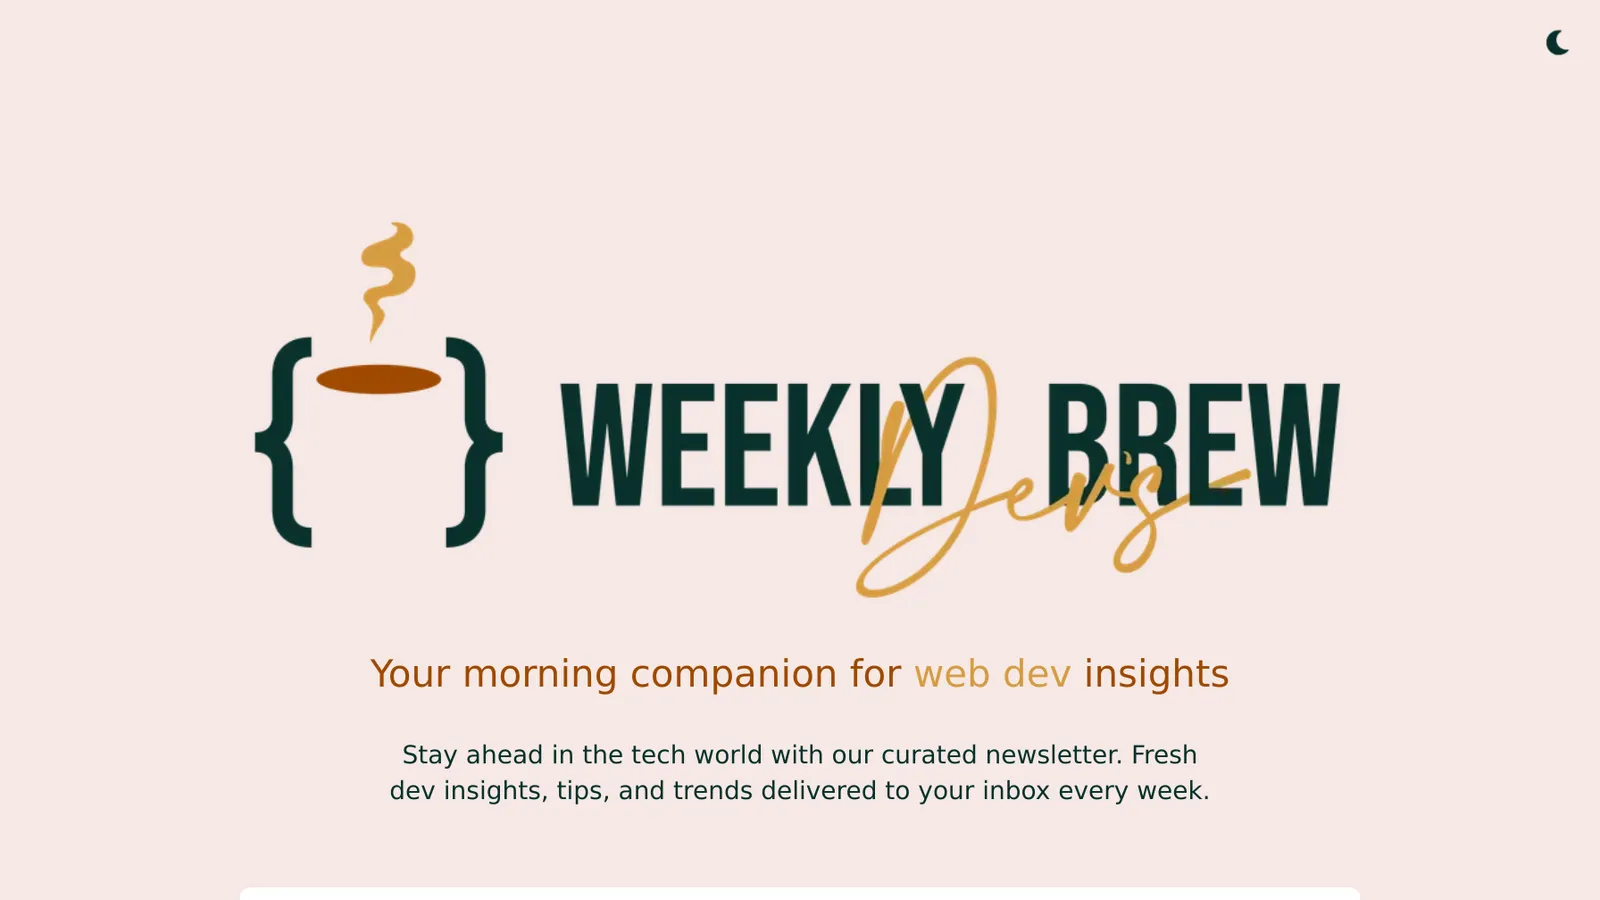 { } WEEKLY Dev's BREW
Your morning companion for web dev insights
Stay ahead in the tech world with our curated newsletter. Fresh
dev insights, tips, and trends delivered to your inbox every week.